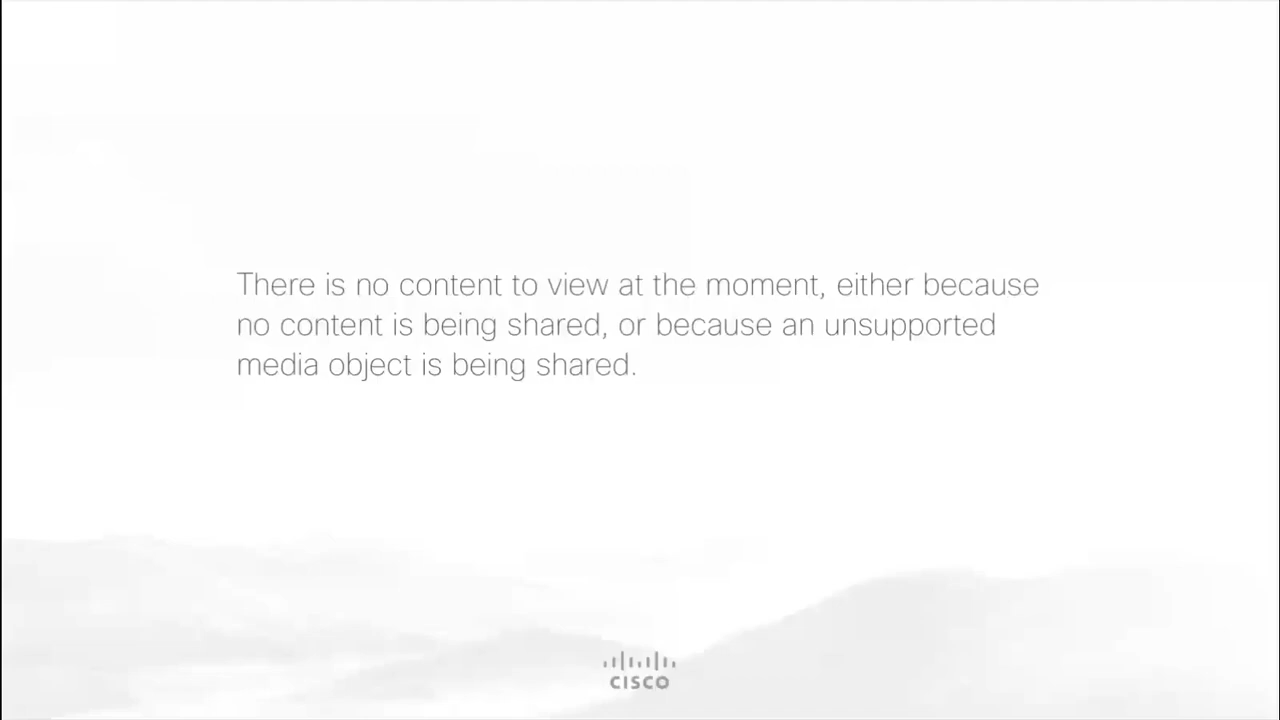 There is no content to view at the moment, either because
no content is being shared, or because an unsupported
media object is being shared.
CISCO